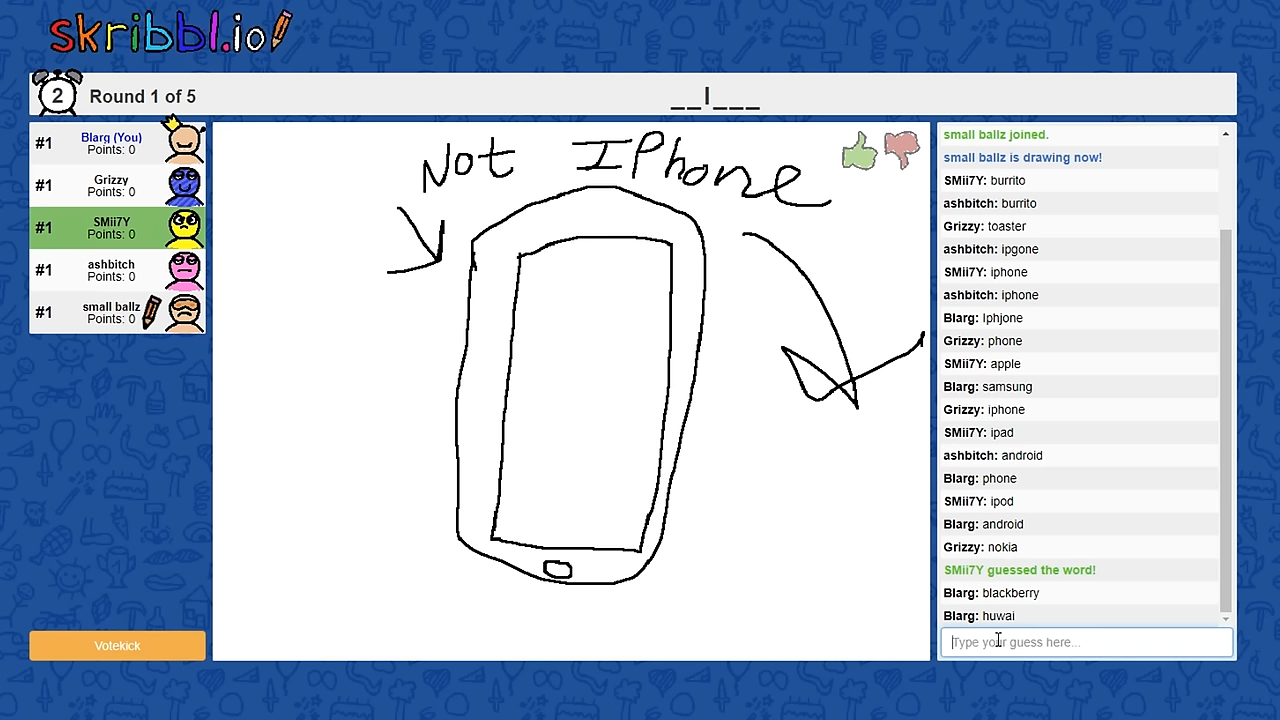 skribbl.io
2
Round 1 of 5
__l___
#1 Blarg (You)
Points: 0
#1 Grizzy
Points: 0
#1 SMii7Y
Points: 0
#1 ashbitch
Points: 0
#1 small ballz
Points: 0
Votekick
Not IPhone
small ballz joined.
small ballz is drawing now!
SMii7Y: burrito
ashbitch: burrito
Grizzy: toaster
ashbitch: ipgone
SMii7Y: iphone
ashbitch: iphone
Blarg: Iphjone
Grizzy: phone
SMii7Y: apple
Blarg: samsung
Grizzy: iphone
SMii7Y: ipad
ashbitch: android
Blarg: phone
SMii7Y: ipod
Blarg: android
Grizzy: nokia
SMii7Y guessed the word!
Blarg: blackberry
Blarg: huwai
Type your guess here...